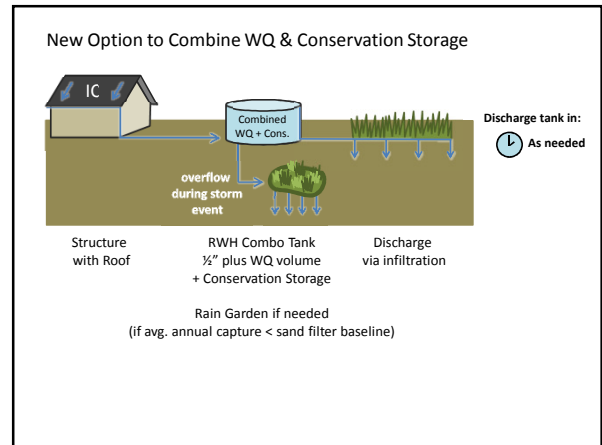 New Option to Combine WQ & Conservation Storage
IC
Combined
WQ + Cons.
Discharge tank in:
As needed
overflow
during storm
event
Structure
with Roof
RWH Combo Tank
½” plus WQ volume
+ Conservation Storage
Discharge
via infiltration
Rain Garden if needed
(if avg. annual capture < sand filter baseline)